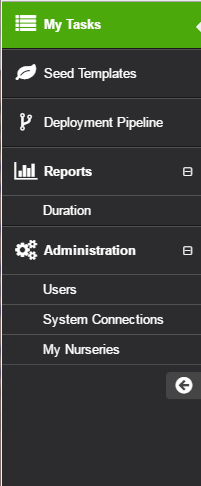 My Tasks
Seed Templates
Deployment Pipeline
Reports
Duration
Administration
Users
System Connections
My Nurseries